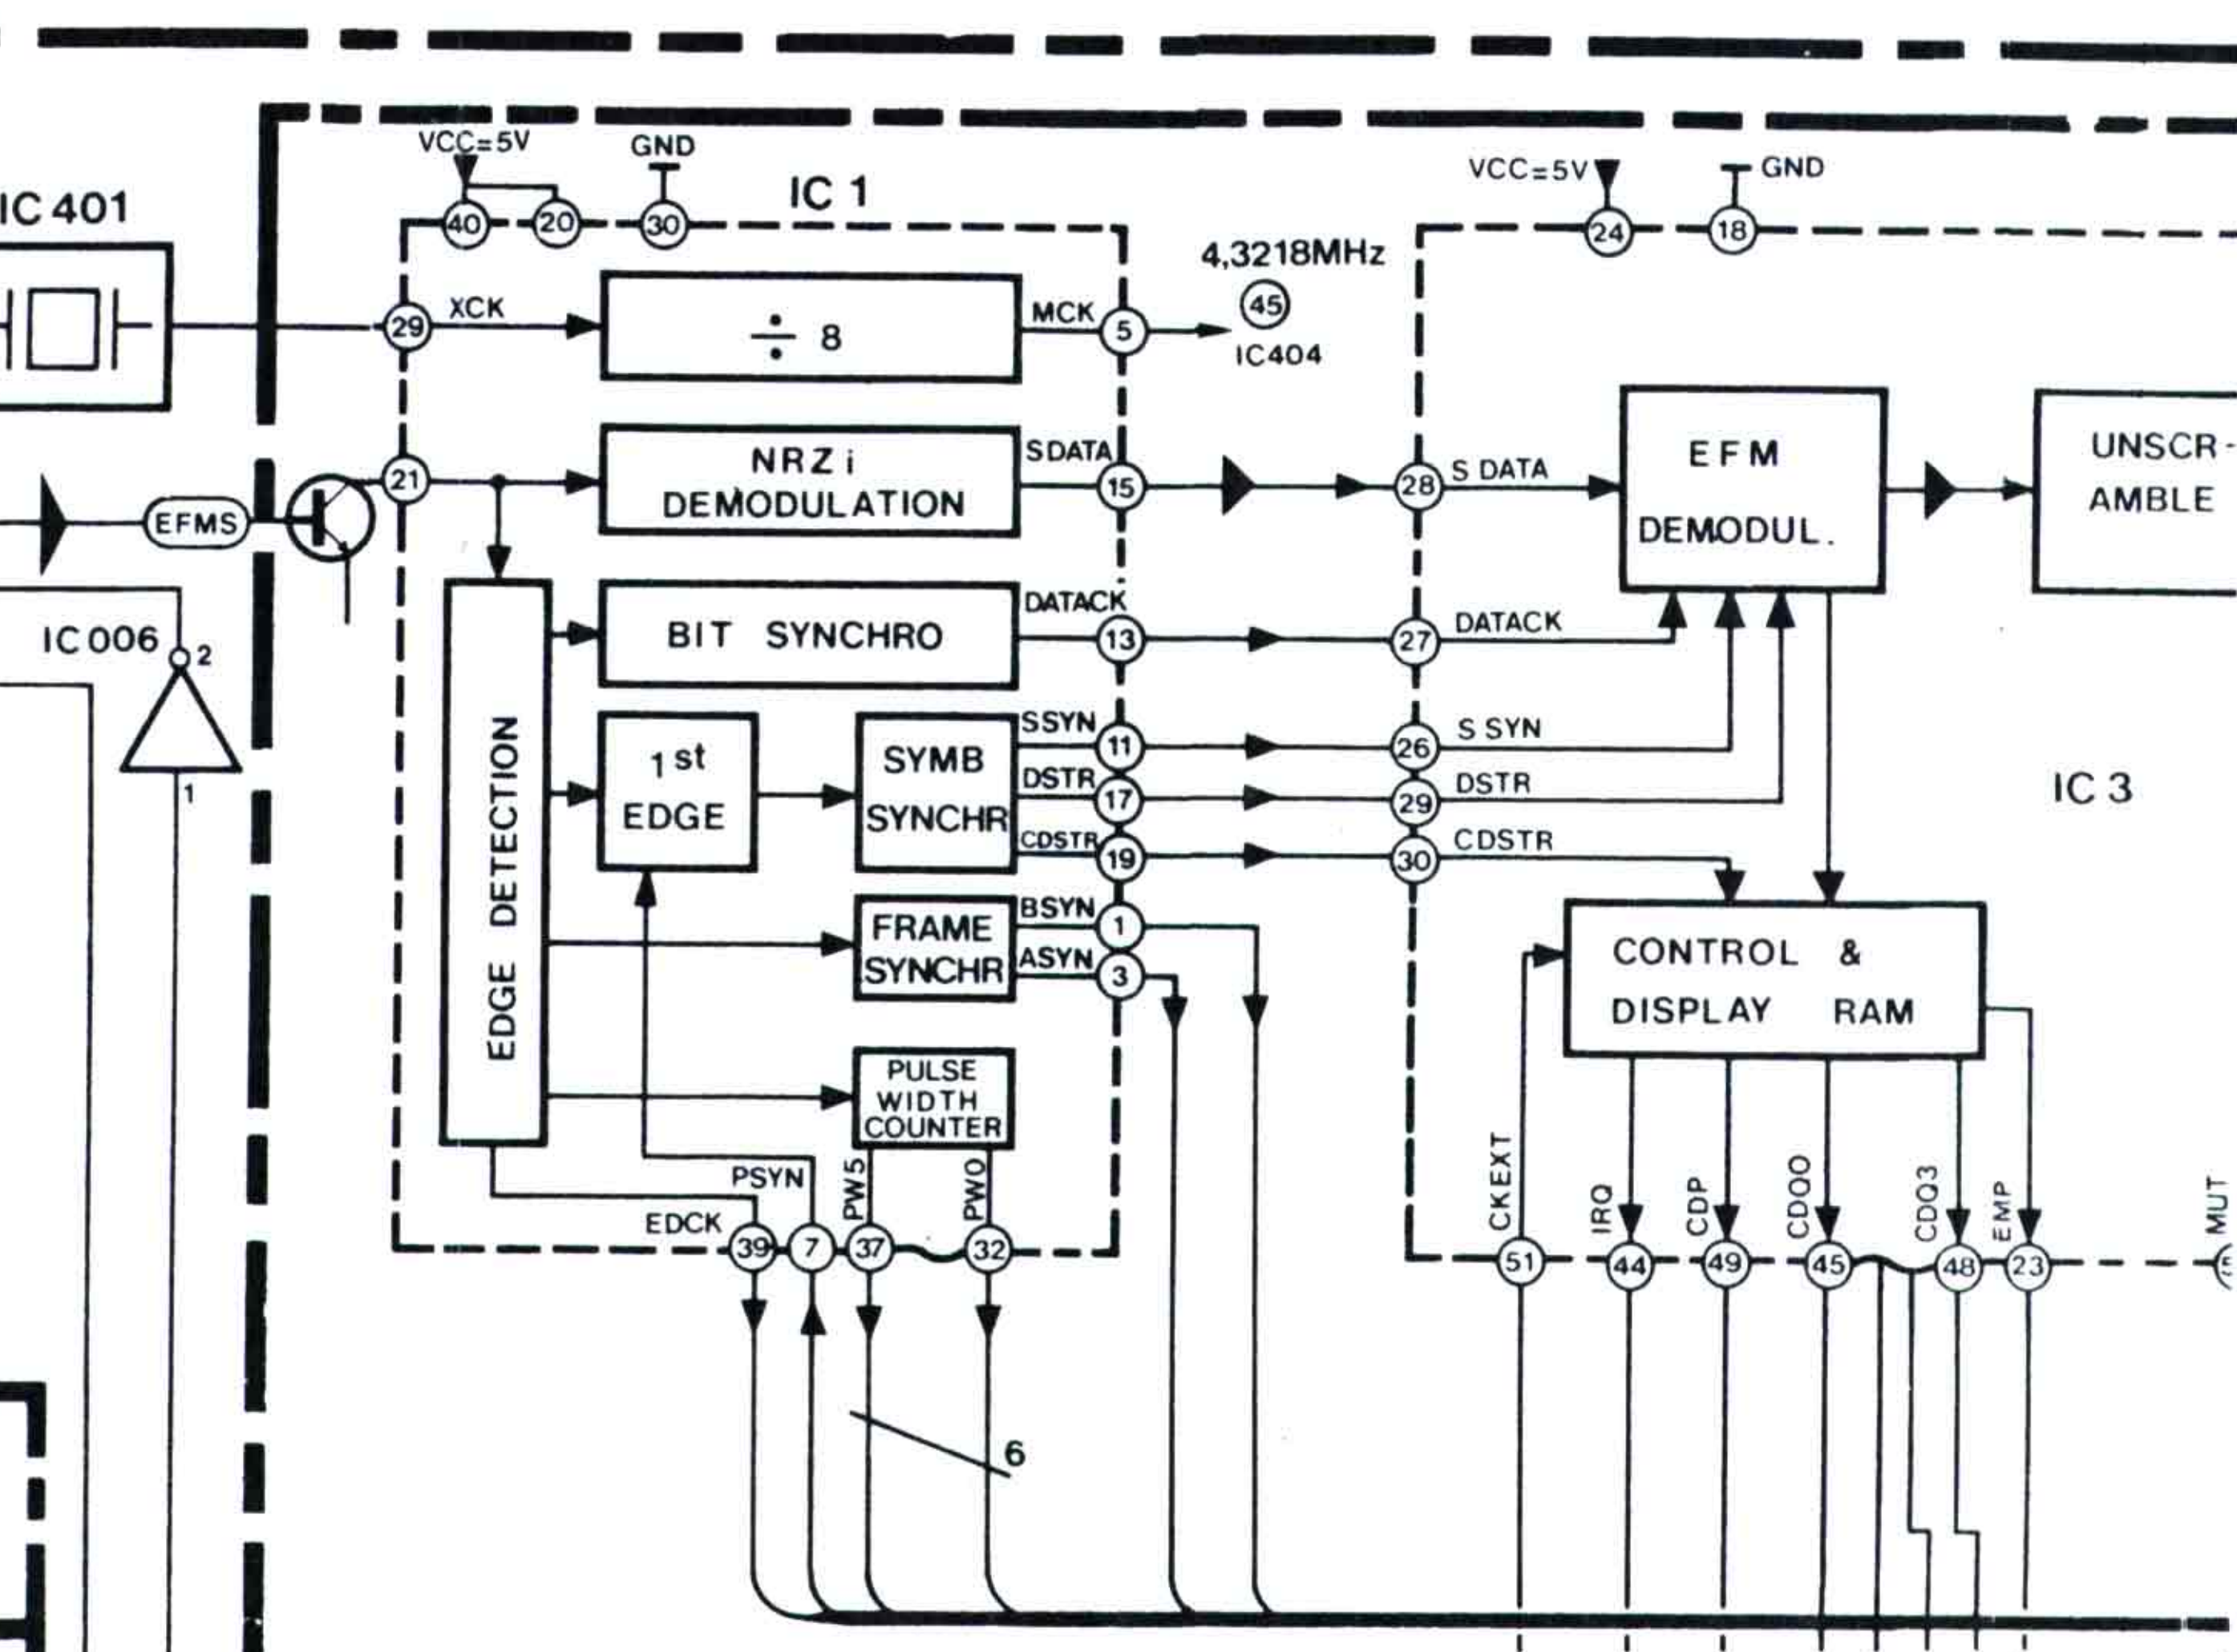 VCC=5V
GND
IC 1
IC 401
40
20
30
VCC=5V
GND
24
18
4,3218MHz
45
IC404
29
XCK
÷ 8
MCK
5
21
NRZi
DEMODULATION
SDATA
15
28
S DATA
EFM
DEMODUL.
UNSCR-
AMBLE
EFMS
IC 006
2
1
EDGE DETECTION
BIT SYNCHRO
DATACK
13
27
DATACK
1st
EDGE
SYMB
SYNCHR
SSYN
11
26
S SYN
DSTR
17
29
DSTR
CDSTR
19
30
CDSTR
IC 3
FRAME
SYNCHR
BSYN
1
ASYN
3
CONTROL &
DISPLAY RAM
PULSE
WIDTH
COUNTER
PSYN
PW5
PW0
EDCK
39
7
37
32
6
CKEXT
IRQ
CDP
CDQ0
CDQ3
EMP
MUT
51
44
49
45
48
23